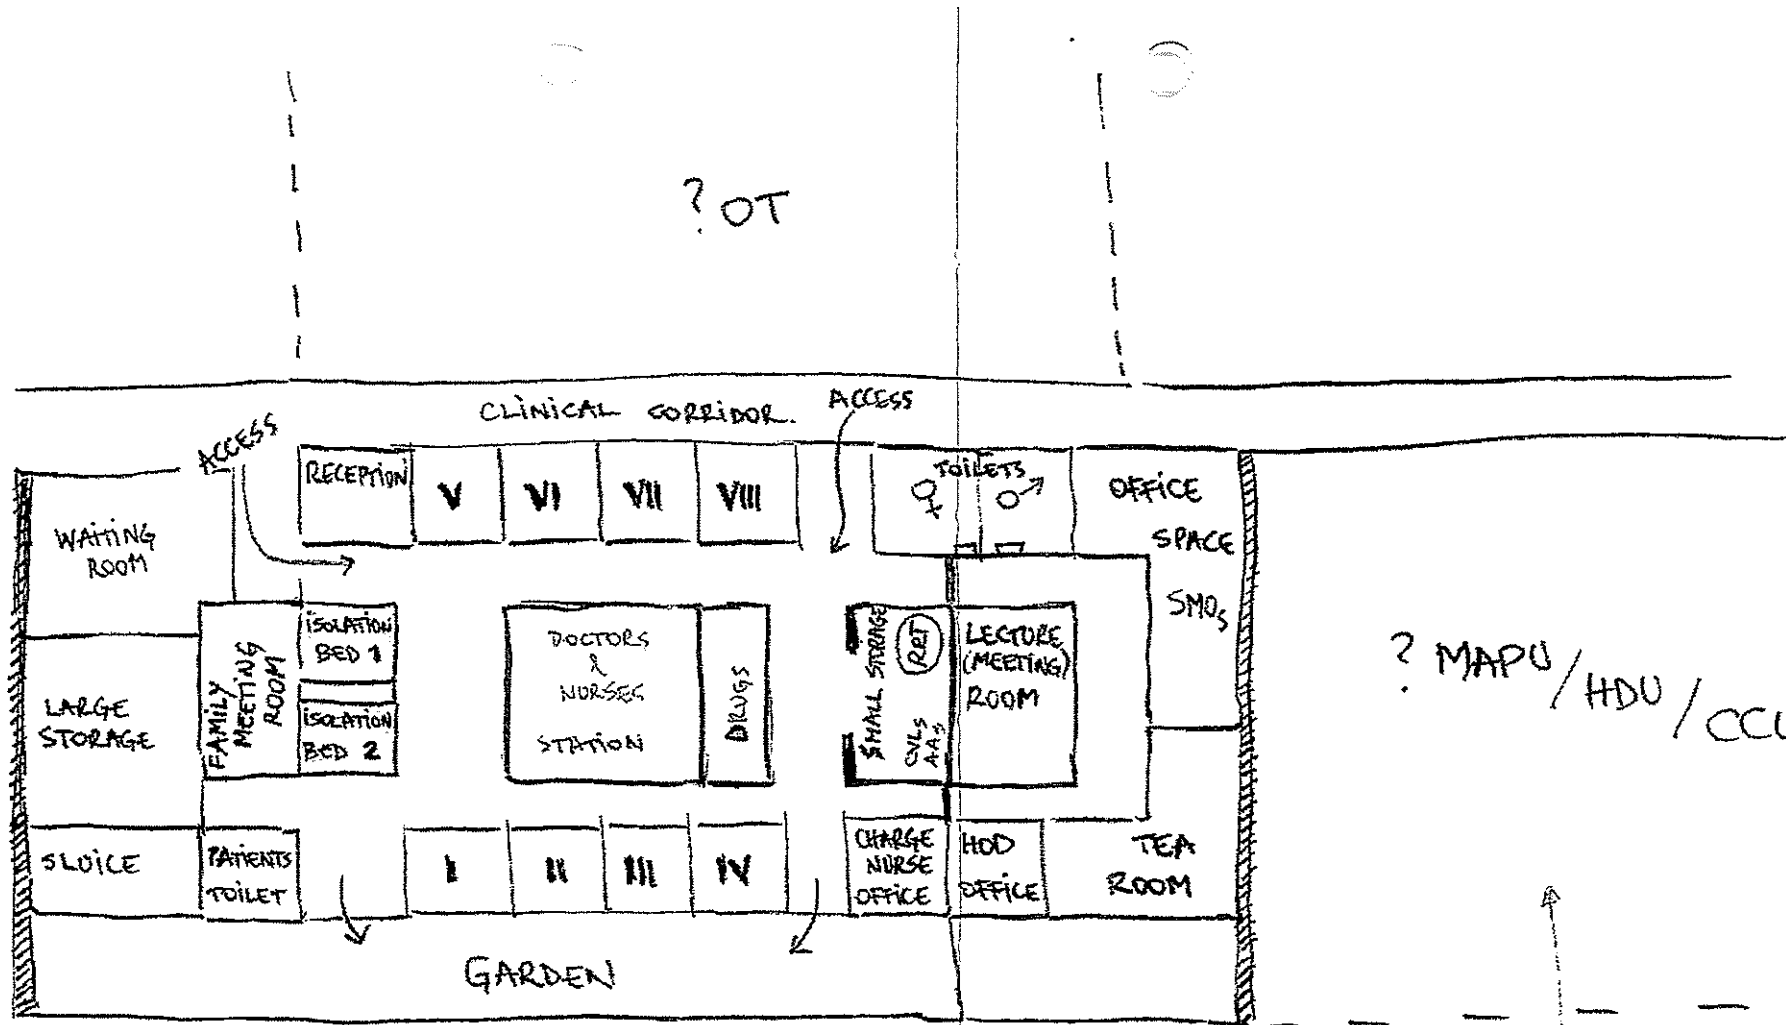 ? OT
CLINICAL CORRIDOR.
ACCESS
ACCESS
RECEPTION
V
VI
VII
VIII
TOILETS
♀
♂
OFFICE
SPACE
SMOs
WAITING
ROOM
ISOLATION
BED 1
ISOLATION
BED 2
FAMILY
MEETING
ROOM
LARGE
STORAGE
DOCTORS
&
NURSES
STATION
DRUGS
SMALL STORAGE
RRT
CVLS
AAs
LECTURE
(MEETING)
ROOM
? MAPU/HDU/CCU
SLUICE
PATIENTS
TOILET
I
II
III
IV
CHARGE
NURSE
OFFICE
HOD
OFFICE
TEA
ROOM
GARDEN